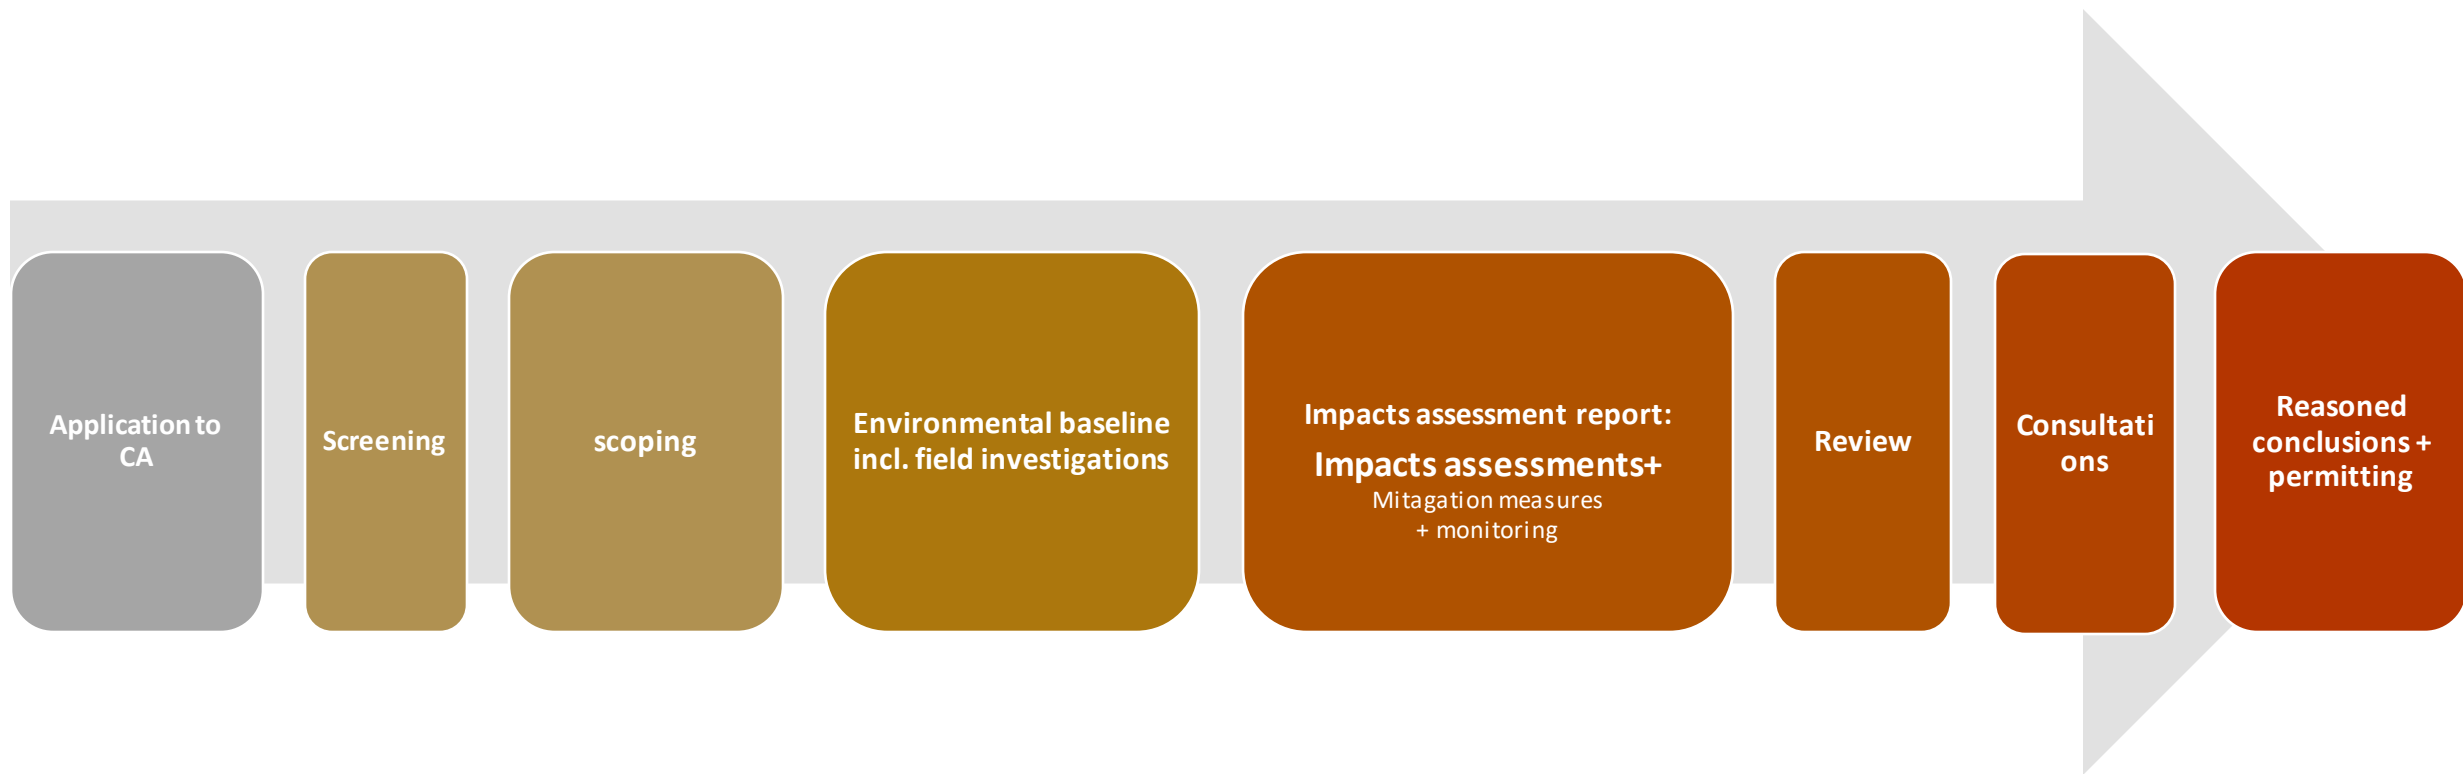 Application to
CA
Screening
scoping
Environmental baseline
incl. field investigations
Impacts assessment report:
Impacts assessments+
Mitagation measures
+ monitoring
Review
Consultati
ons
Reasoned
conclusions +
permitting